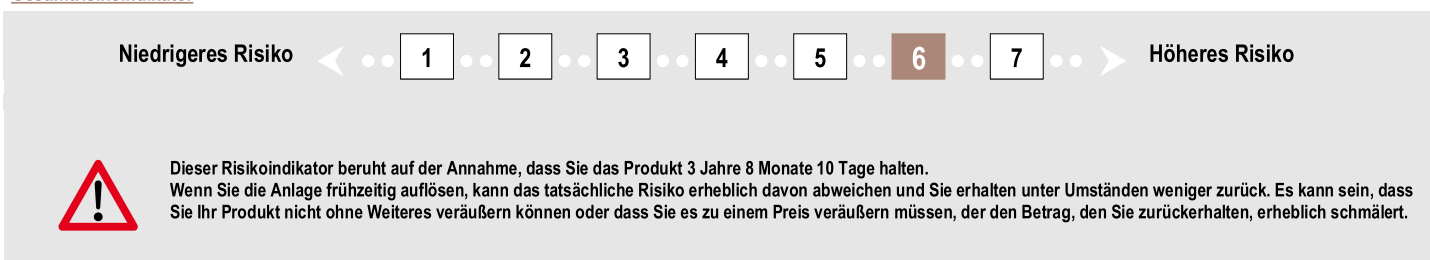 Niedrigeres Risiko 1 2 3 4 5 6 7 Höheres Risiko
Dieser Risikoindikator beruht auf der Annahme, dass Sie das Produkt 3 Jahre 8 Monate 10 Tage halten.
Wenn Sie die Anlage frühzeitig auflösen, kann das tatsächliche Risiko erheblich davon abweichen und Sie erhalten unter Umständen weniger zurück. Es kann sein, dass
Sie Ihr Produkt nicht ohne Weiteres veräußern können oder dass Sie es zu einem Preis veräußern müssen, der den Betrag, den Sie zurückerhalten, erheblich schmälert.